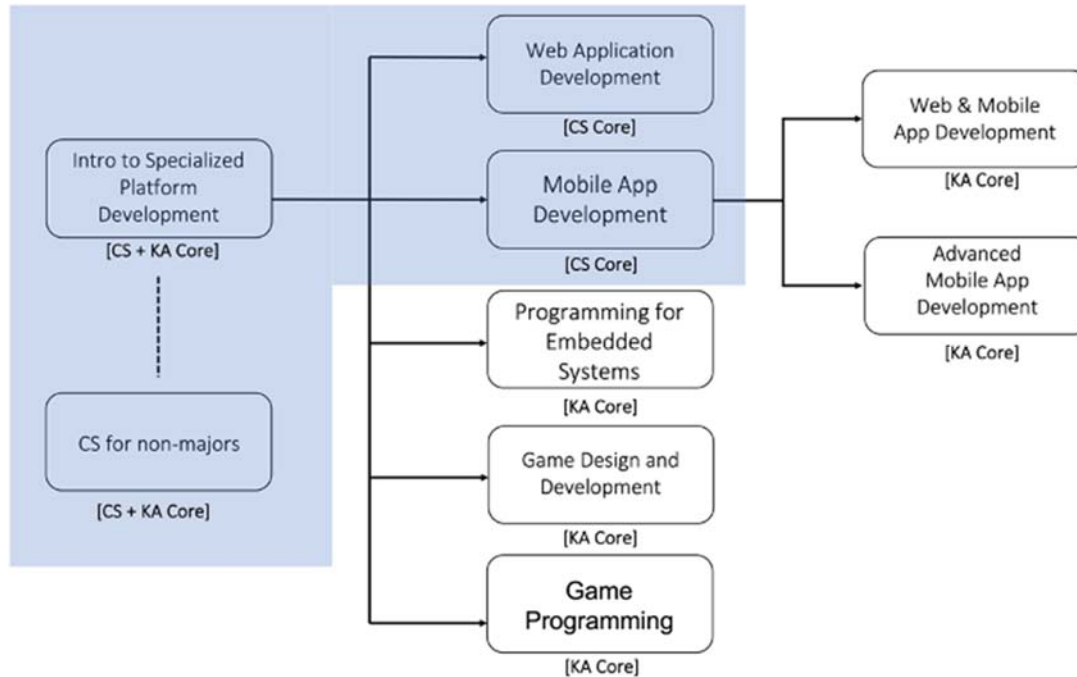 Intro to Specialized
Platform
Development
[CS + KA Core]
CS for non-majors
[CS + KA Core]
Web Application
Development
[CS Core]
Mobile App
Development
[CS Core]
Programming for
Embedded
Systems
[KA Core]
Game Design and
Development
[KA Core]
Game
Programming
[KA Core]
Web & Mobile
App Development
[KA Core]
Advanced
Mobile App
Development
[KA Core]